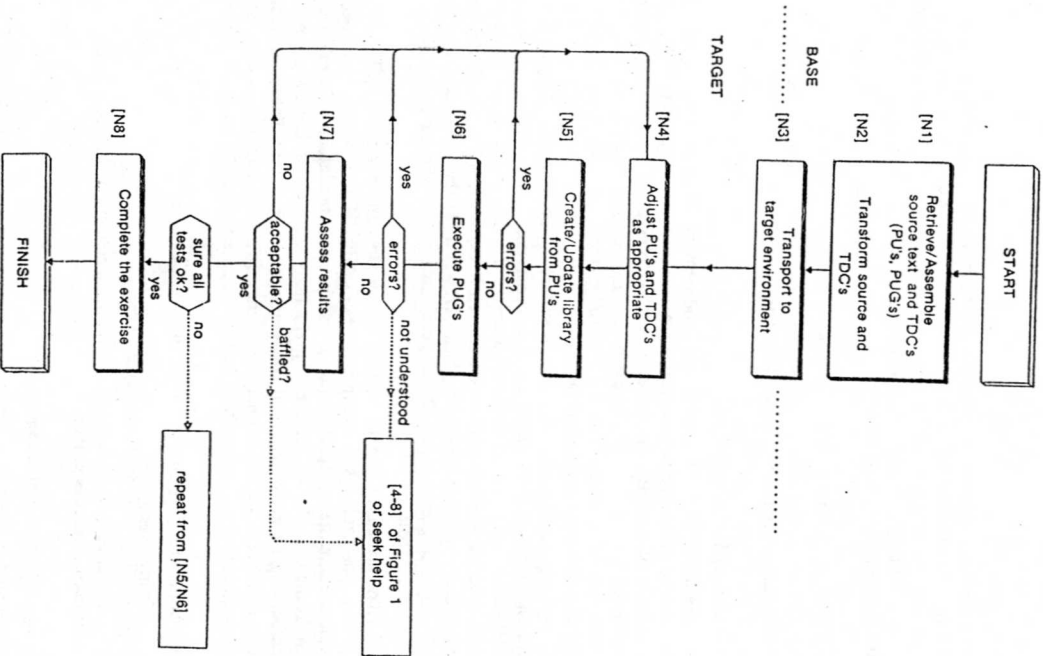 START
[N1]
Retrieve/Assemble
source text and TDC's
(PU's, PUG's)
[N2]
Transform source and
TDC's
BASE
[N3]
Transport to
target environment
TARGET
[N4]
Adjust PU's and TDC's
as appropriate
[N5]
Create/Update library
from PU's
errors?
yes
no
[N6]
Execute PUG's
errors?
yes
no
not understood
[4-8] of Figure 1
or seek help
[N7]
Assess results
acceptable?
no
yes
baffled?
sure all
tests ok?
no
yes
repeat from [N5/N6]
[N8]
Complete the exercise
FINISH